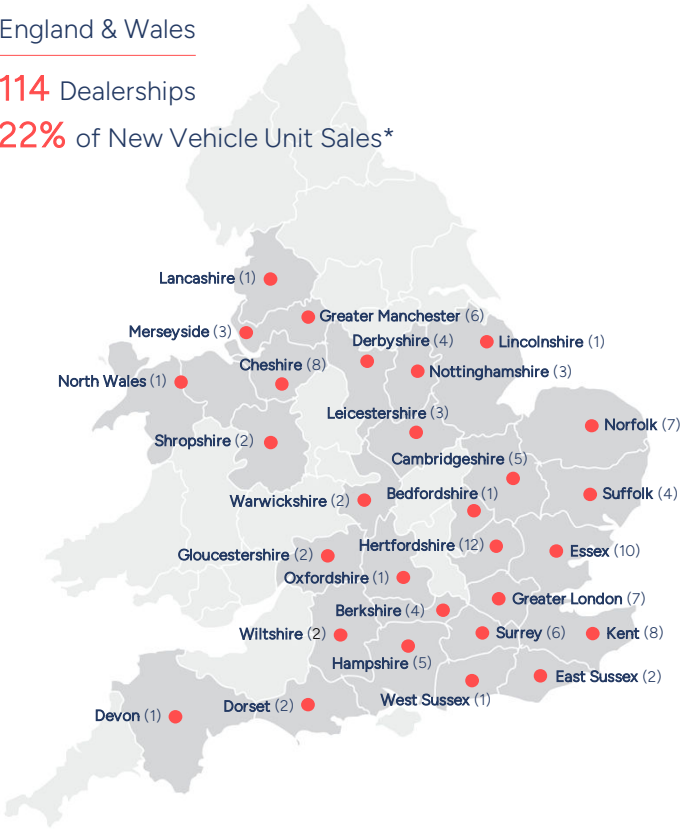 England & Wales
114 Dealerships
22% of New Vehicle Unit Sales*
Lancashire (1)
Greater Manchester (6)
Merseyside (3)
Derbyshire (4)
Lincolnshire (1)
Cheshire (8)
Nottinghamshire (3)
North Wales (1)
Leicestershire (3)
Norfolk (7)
Shropshire (2)
Cambridgeshire (5)
Bedfordshire (1)
Suffolk (4)
Warwickshire (2)
Hertfordshire (12)
Essex (10)
Gloucestershire (2)
Oxfordshire (1)
Greater London (7)
Berkshire (4)
Wiltshire (2)
Surrey (6)
Kent (8)
Hampshire (5)
East Sussex (2)
West Sussex (1)
Dorset (2)
Devon (1)